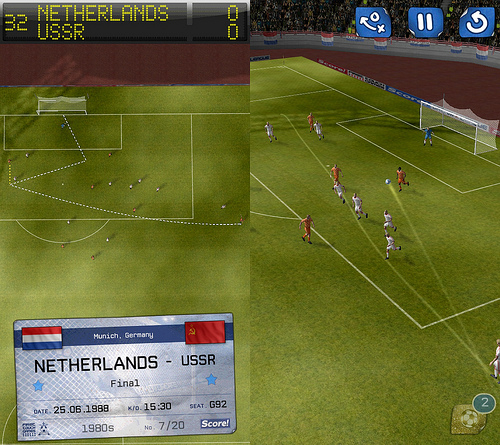 32 NETHERLANDS 0
USSR 0
Munich, Germany
NETHERLANDS - USSR
Final
DATE. 25.06.1988 K/O. 15:30 SEAT. G92
1980s No. 7/20 Score!
2